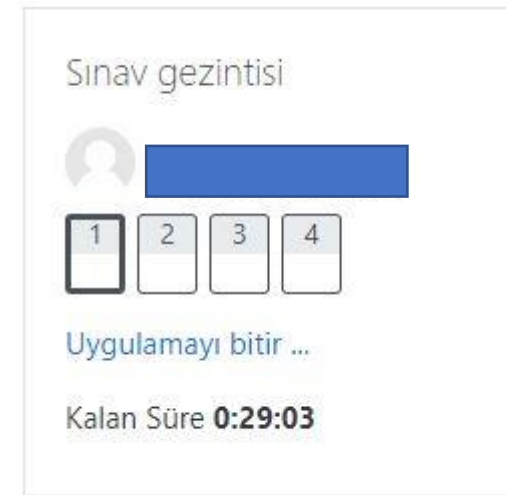 Sınav gezintisi
1 2 3 4
Uygulamayı bitir ...
Kalan Süre 0:29:03